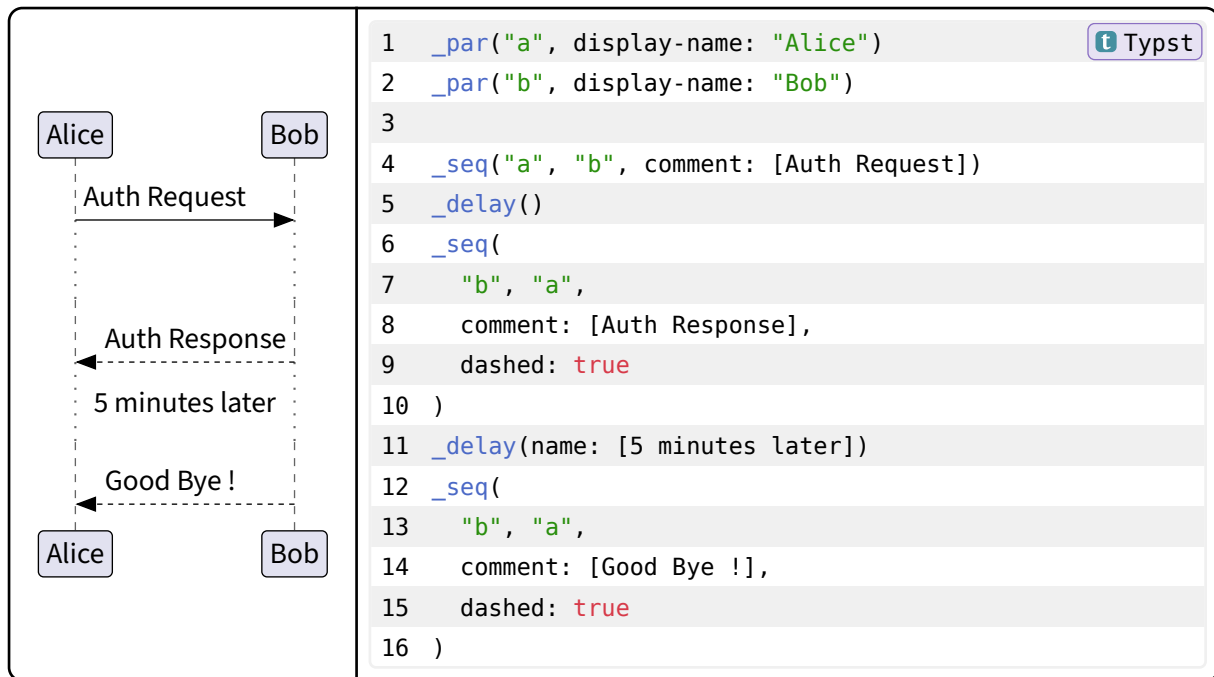 Alice Bob
Auth Request
Auth Response
5 minutes later
Good Bye !
Alice Bob
Typst
1 _par("a", display-name: "Alice")
2 _par("b", display-name: "Bob")
3
4 _seq("a", "b", comment: [Auth Request])
5 _delay()
6 _seq(
7   "b", "a",
8   comment: [Auth Response],
9   dashed: true
10 )
11 _delay(name: [5 minutes later])
12 _seq(
13   "b", "a",
14   comment: [Good Bye !],
15   dashed: true
16 )